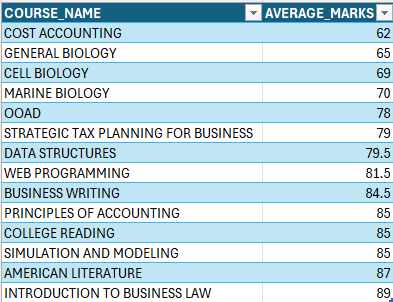 COURSE_NAME AVERAGE_MARKS
COST ACCOUNTING 62
GENERAL BIOLOGY 65
CELL BIOLOGY 69
MARINE BIOLOGY 70
OOAD 78
STRATEGIC TAX PLANNING FOR BUSINESS 79
DATA STRUCTURES 79.5
WEB PROGRAMMING 81.5
BUSINESS WRITING 84.5
PRINCIPLES OF ACCOUNTING 85
COLLEGE READING 85
SIMULATION AND MODELING 85
AMERICAN LITERATURE 87
INTRODUCTION TO BUSINESS LAW 89